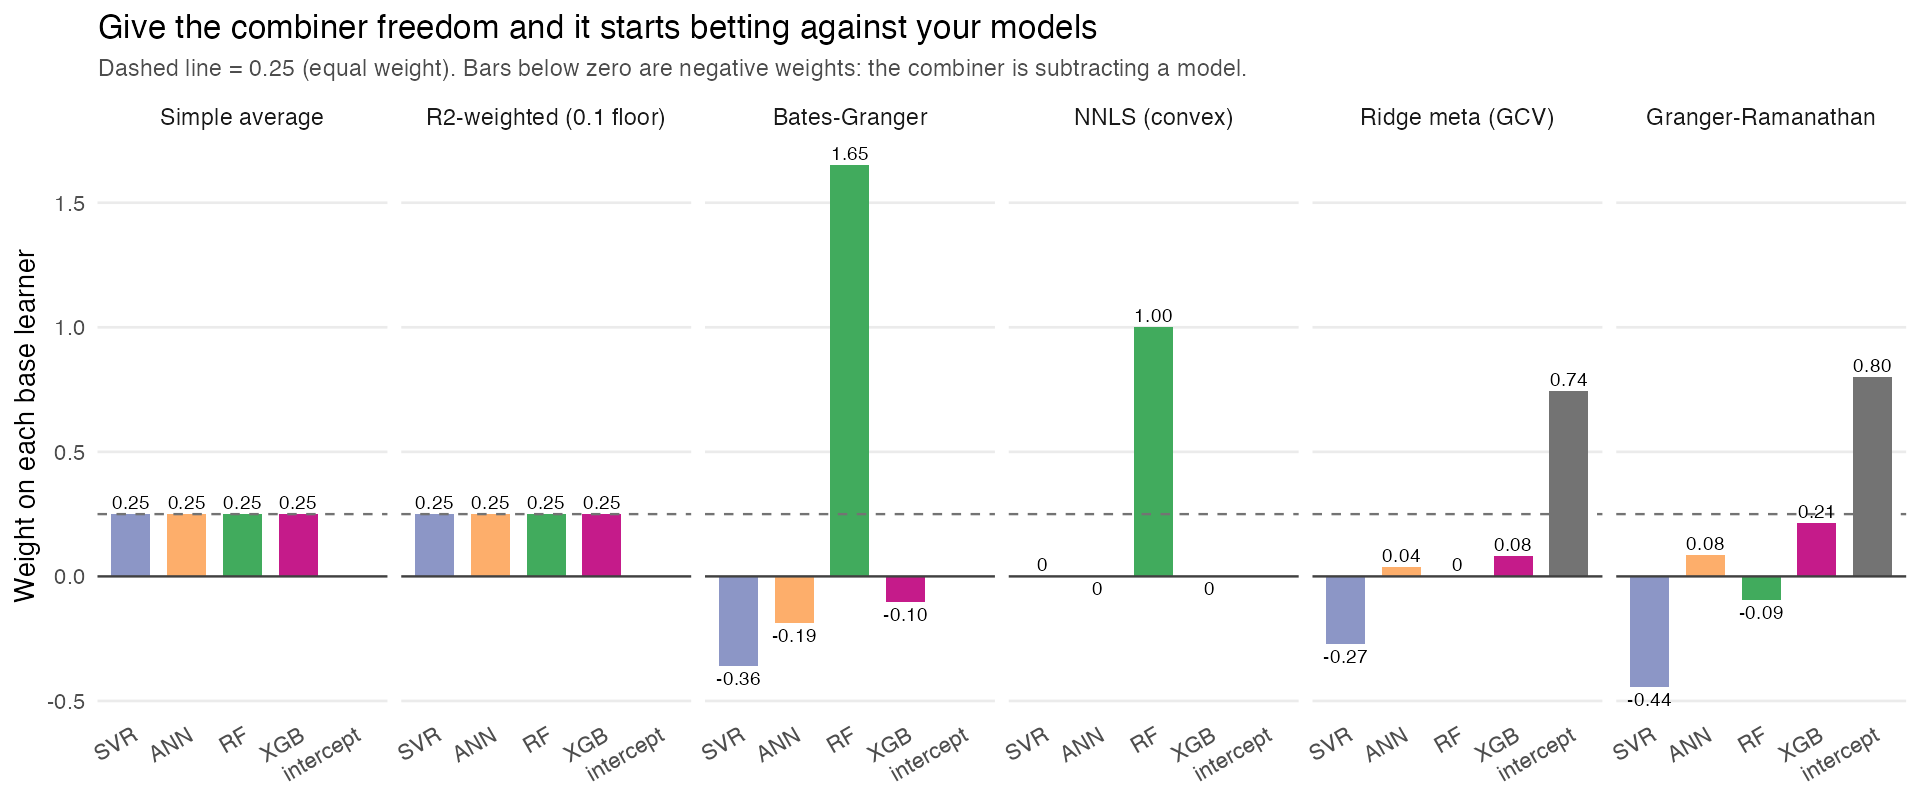 Give the combiner freedom and it starts betting against your models
Dashed line = 0.25 (equal weight). Bars below zero are negative weights: the combiner is subtracting a model.
Simple average
R2-weighted (0.1 floor)
Bates-Granger
NNLS (convex)
Ridge meta (GCV)
Granger-Ramanathan
Weight on each base learner
1.5
1.0
0.5
0.0
-0.5
0.25 0.25 0.25 0.25
0.25 0.25 0.25 0.25
-0.36 -0.19 1.65 -0.10
0 0 1.00 0
-0.27 0.04 0 0.08 0.74
-0.44 0.08 -0.09 0.21 0.80
SVR ANN RF XGB intercept
SVR ANN RF XGB intercept
SVR ANN RF XGB intercept
SVR ANN RF XGB intercept
SVR ANN RF XGB intercept
SVR ANN RF XGB intercept